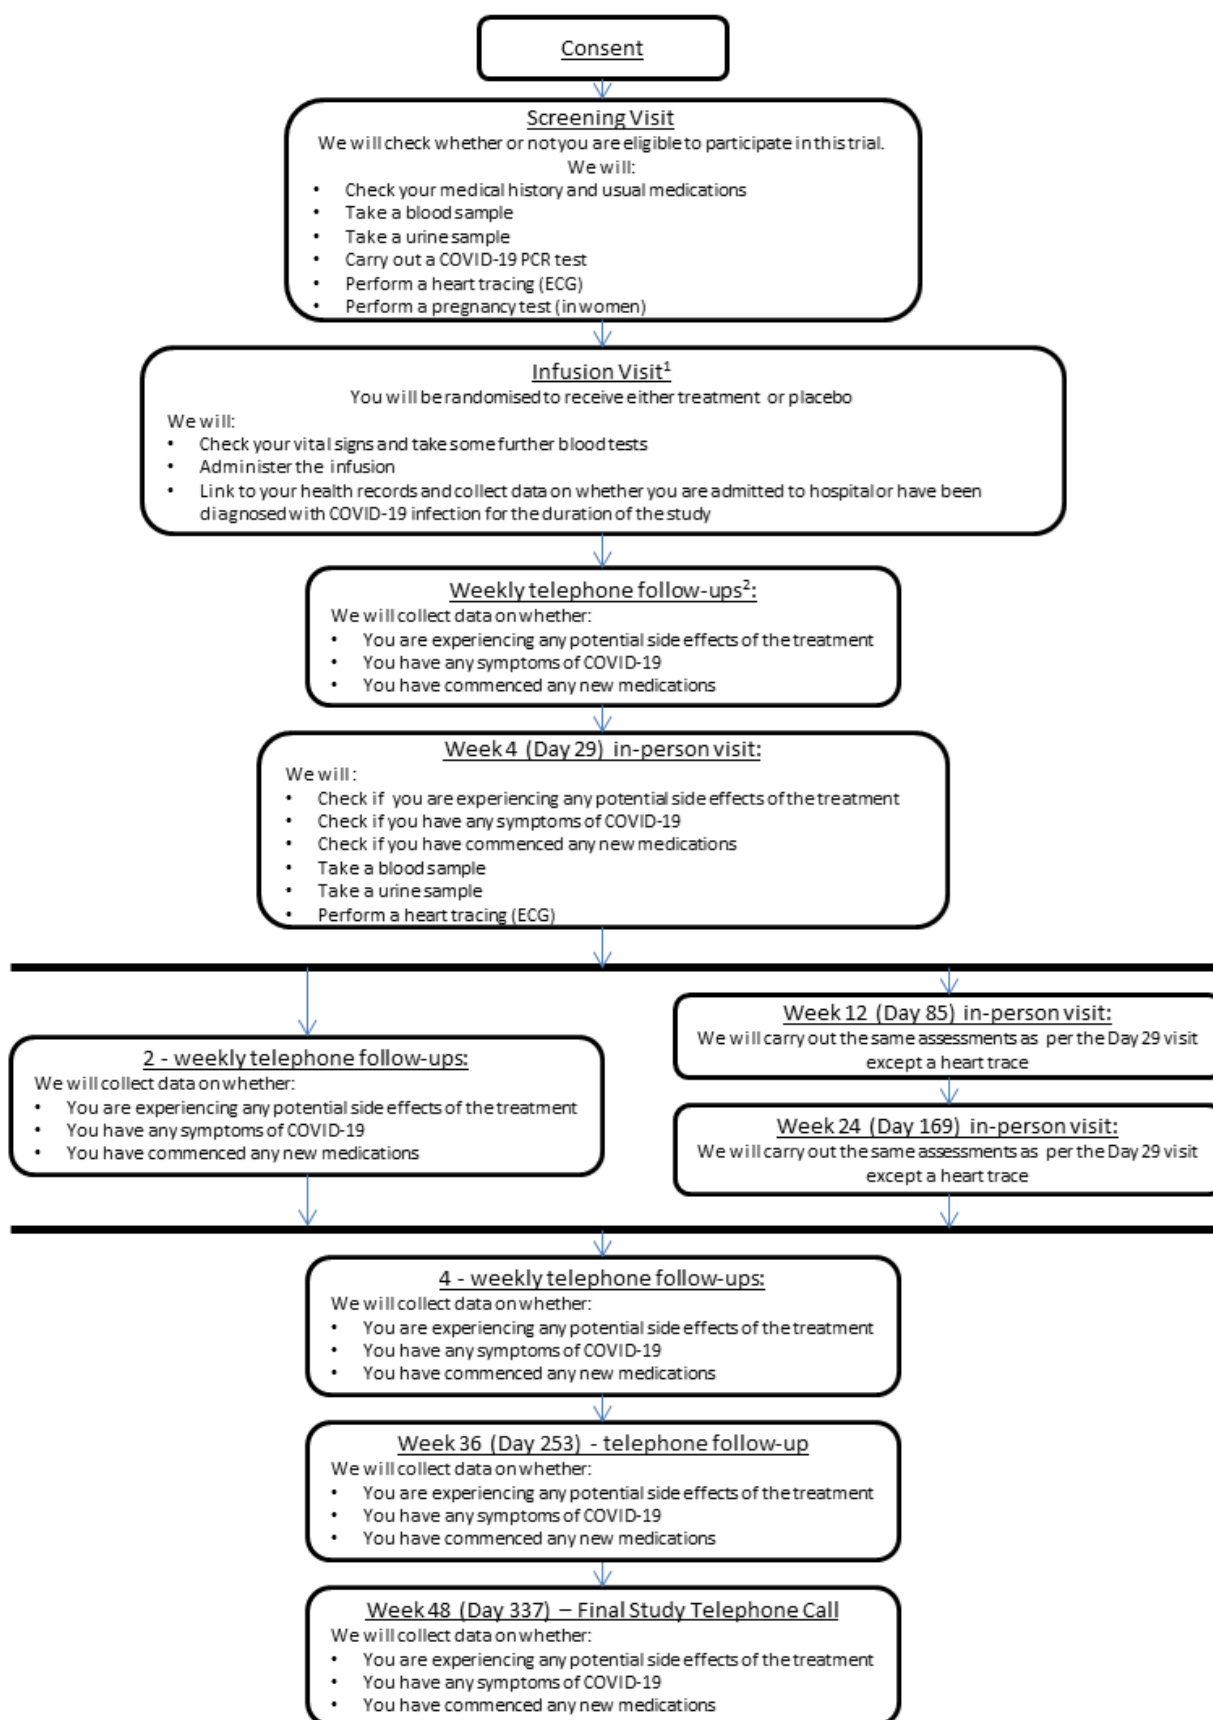 Consent
Screening Visit
We will check whether or not you are eligible to participate in this trial.
We will:
• Check your medical history and usual medications
• Take a blood sample
• Take a urine sample
• Carry out a COVID-19 PCR test
• Perform a heart tracing (ECG)
• Perform a pregnancy test (in women)
Infusion Visit¹
You will be randomised to receive either treatment or placebo
We will:
• Check your vital signs and take some further blood tests
• Administer the infusion
• Link to your health records and collect data on whether you are admitted to hospital or have been
diagnosed with COVID-19 infection for the duration of the study
Weekly telephone follow-ups²:
We will collect data on whether:
• You are experiencing any potential side effects of the treatment
• You have any symptoms of COVID-19
• You have commenced any new medications
Week 4 (Day 29) in-person visit:
We will:
• Check if you are experiencing any potential side effects of the treatment
• Check if you have any symptoms of COVID-19
• Check if you have commenced any new medications
• Take a blood sample
• Take a urine sample
• Perform a heart tracing (ECG)
2 - weekly telephone follow-ups:
We will collect data on whether:
• You are experiencing any potential side effects of the treatment
• You have any symptoms of COVID-19
• You have commenced any new medications
Week 12 (Day 85) in-person visit:
We will carry out the same assessments as per the Day 29 visit
except a heart trace
Week 24 (Day 169) in-person visit:
We will carry out the same assessments as per the Day 29 visit
except a heart trace
4 - weekly telephone follow-ups:
We will collect data on whether:
• You are experiencing any potential side effects of the treatment
• You have any symptoms of COVID-19
• You have commenced any new medications
Week 36 (Day 253) - telephone follow-up
We will collect data on whether:
• You are experiencing any potential side effects of the treatment
• You have any symptoms of COVID-19
• You have commenced any new medications
Week 48 (Day 337) – Final Study Telephone Call
We will collect data on whether:
• You are experiencing any potential side effects of the treatment
• You have any symptoms of COVID-19
• You have commenced any new medications